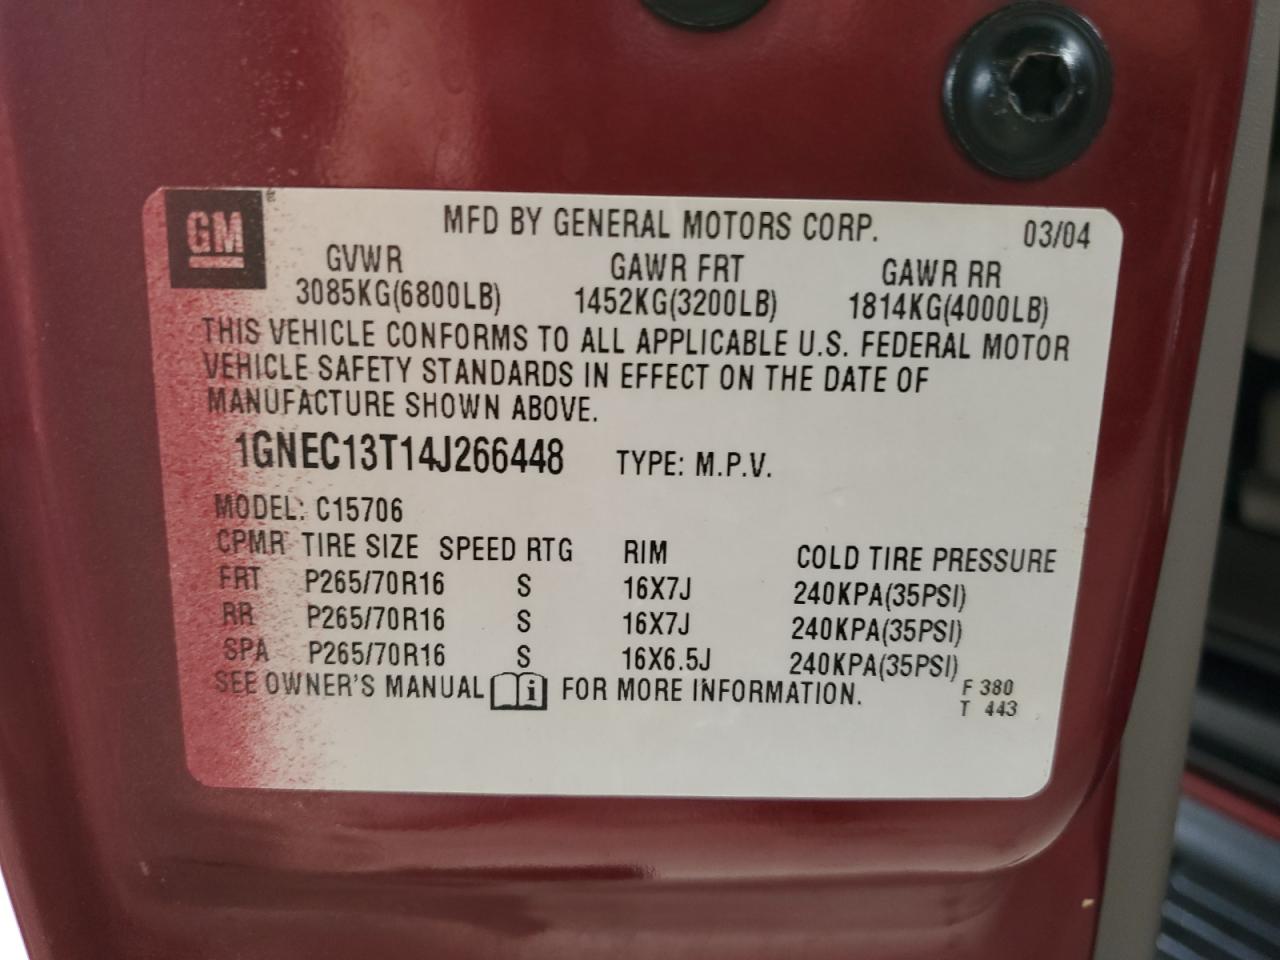 GM ®
MFD BY GENERAL MOTORS CORP. 03/04
GVWR GAWR FRT GAWR RR
3085KG(6800LB) 1452KG(3200LB) 1814KG(4000LB)
THIS VEHICLE CONFORMS TO ALL APPLICABLE U.S. FEDERAL MOTOR
VEHICLE SAFETY STANDARDS IN EFFECT ON THE DATE OF
MANUFACTURE SHOWN ABOVE.
1GNEC13T14J266448 TYPE: M.P.V.
MODEL: C15706
CPMR TIRE SIZE SPEED RTG RIM COLD TIRE PRESSURE
FRT P265/70R16 S 16X7J 240KPA(35PSI)
RR P265/70R16 S 16X7J 240KPA(35PSI)
SPA P265/70R16 S 16X6.5J 240KPA(35PSI)
SEE OWNER'S MANUAL i FOR MORE INFORMATION.
F 380
T 443